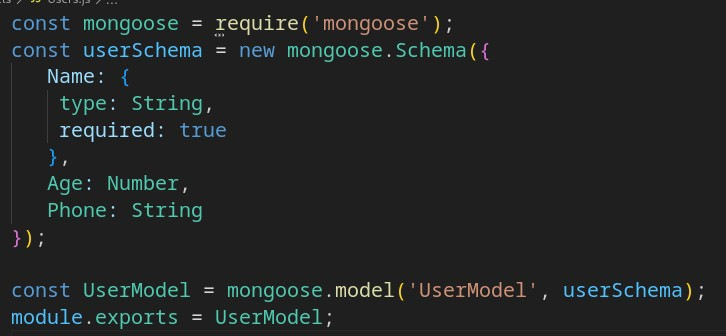 const mongoose = require('mongoose');
const userSchema = new mongoose.Schema({
   Name: {
    type: String,
    required: true
   },
   Age: Number,
   Phone: String
});

const UserModel = mongoose.model('UserModel', userSchema);
module.exports = UserModel;